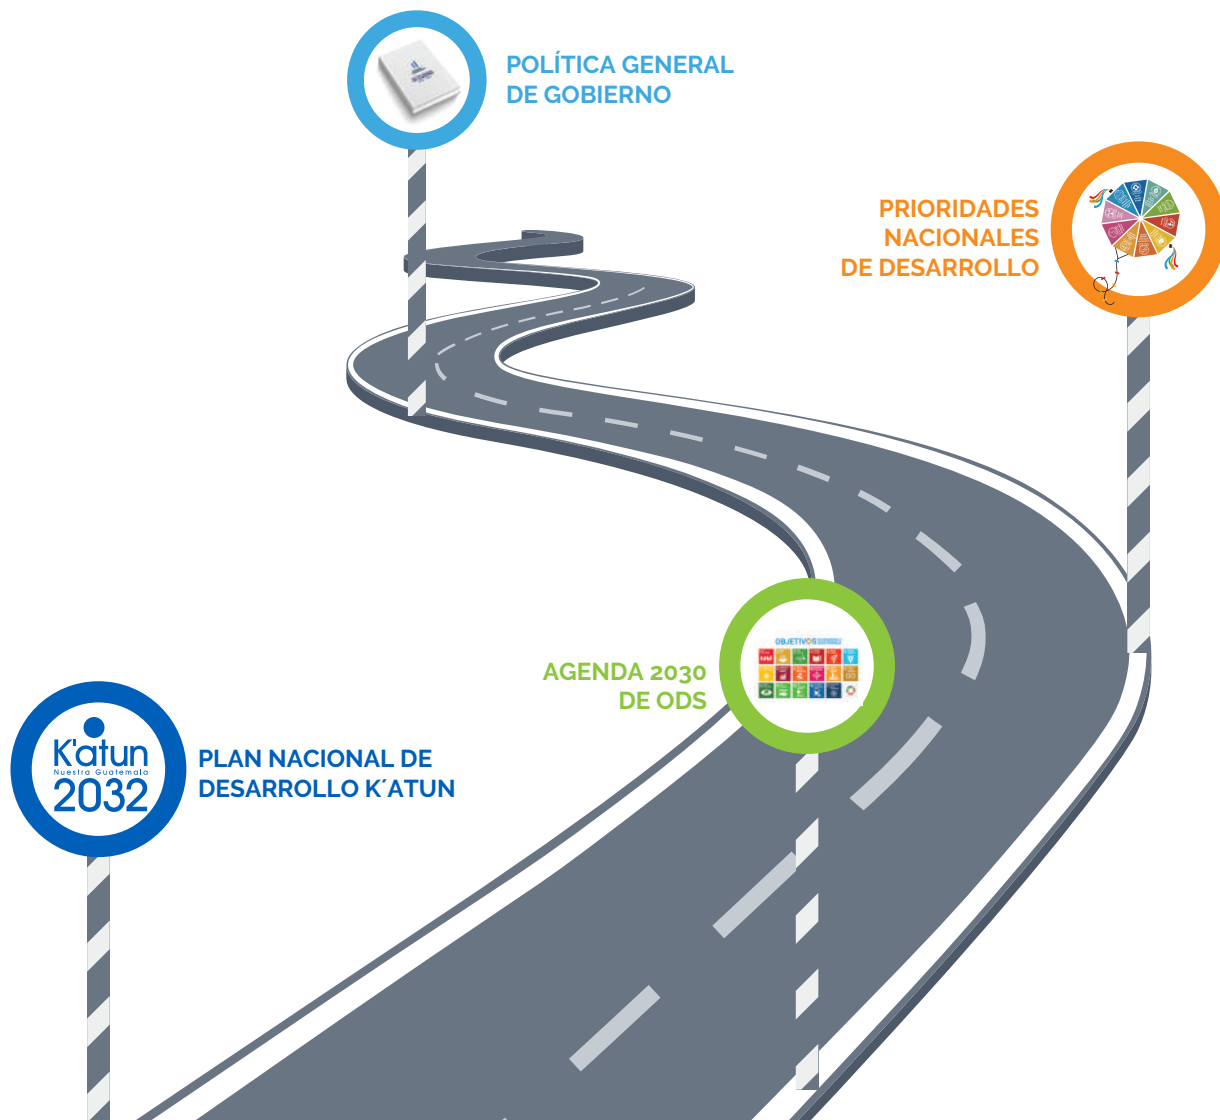 POLÍTICA GENERAL
DE GOBIERNO
PRIORIDADES
NACIONALES
DE DESARROLLO
AGENDA 2030
DE ODS
OBJETIVOS
K'atun
Nuestra Guatemala
2032
PLAN NACIONAL DE
DESARROLLO K´ATUN